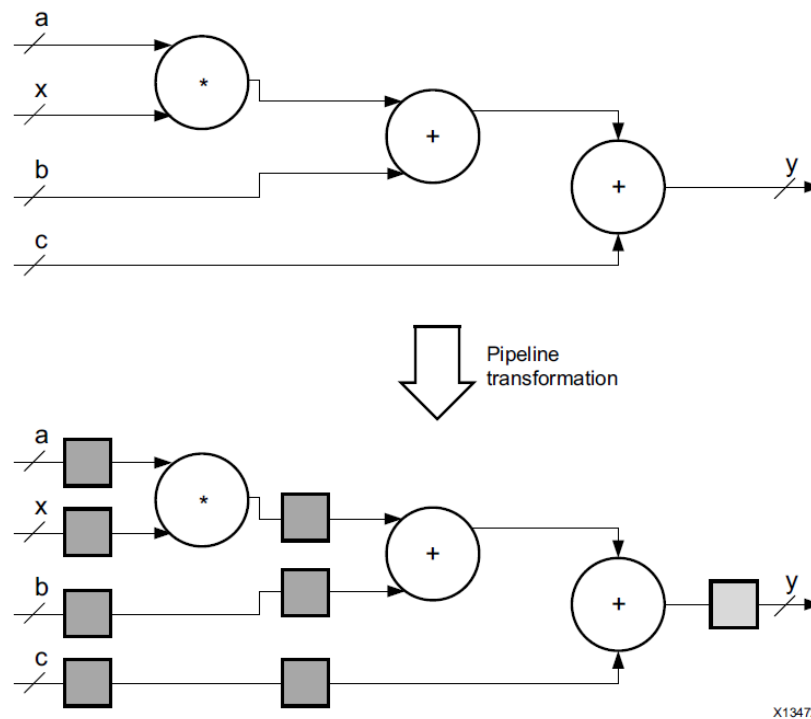 a
x
*
b
+
+
y
c
Pipeline
transformation
a
x
*
b
+
+
y
c
X1347